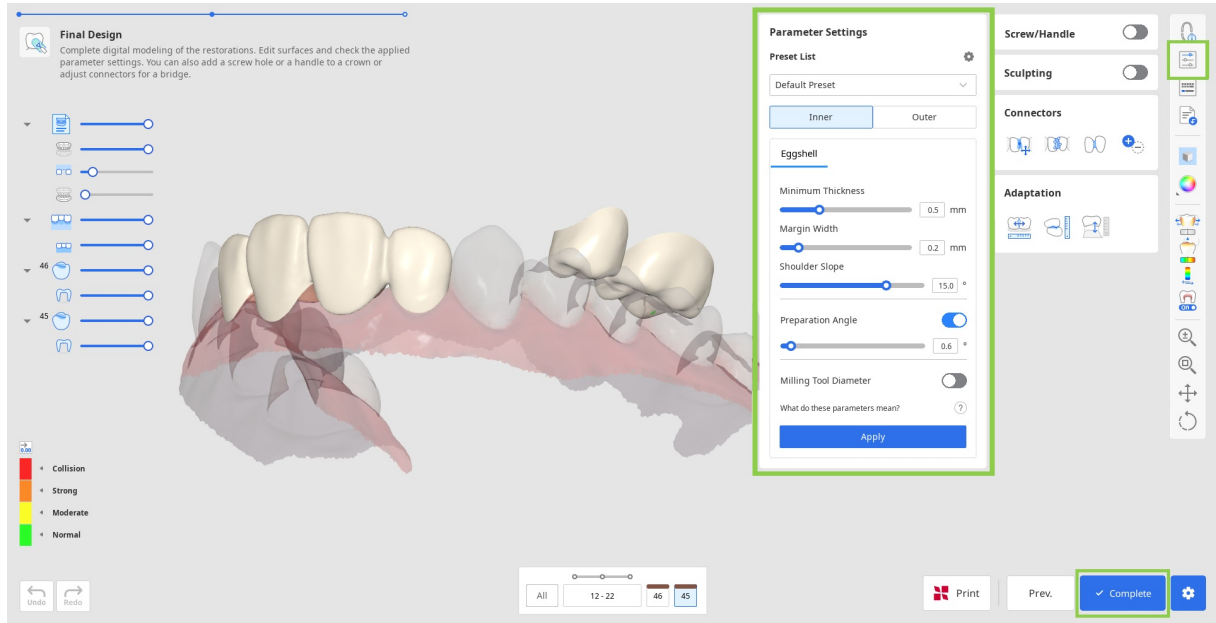 Final Design
Complete digital modeling of the restorations. Edit surfaces and check the applied
parameter settings. You can also add a screw hole or a handle to a crown or
adjust connectors for a bridge.
46
45
0.00
Collision
Strong
Moderate
Normal
Undo
Redo
All
12 - 22
46
45
Parameter Settings
Preset List
Default Preset
Inner
Outer
Eggshell
Minimum Thickness
0.5 mm
Margin Width
0.2 mm
Shoulder Slope
15.0 °
Preparation Angle
0.6 °
Milling Tool Diameter
What do these parameters mean? ?
Apply
Screw/Handle
Sculpting
Connectors
Adaptation
ON
Print
Prev.
Complete